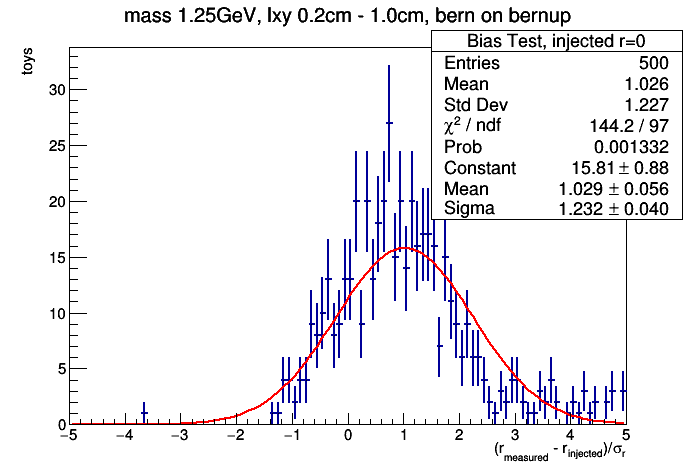 mass 1.25GeV, lxy 0.2cm - 1.0cm, bern on bernup
Bias Test, injected r=0
Entries 500
Mean 1.026
Std Dev 1.227
χ² / ndf 144.2 / 97
Prob 0.001332
Constant 15.81 ± 0.88
Mean 1.029 ± 0.056
Sigma 1.232 ± 0.040
toys
30
25
20
15
10
5
0
−5 −4 −3 −2 −1 0 1 2 3 4 5
(r_measured - r_injected)/σ_r